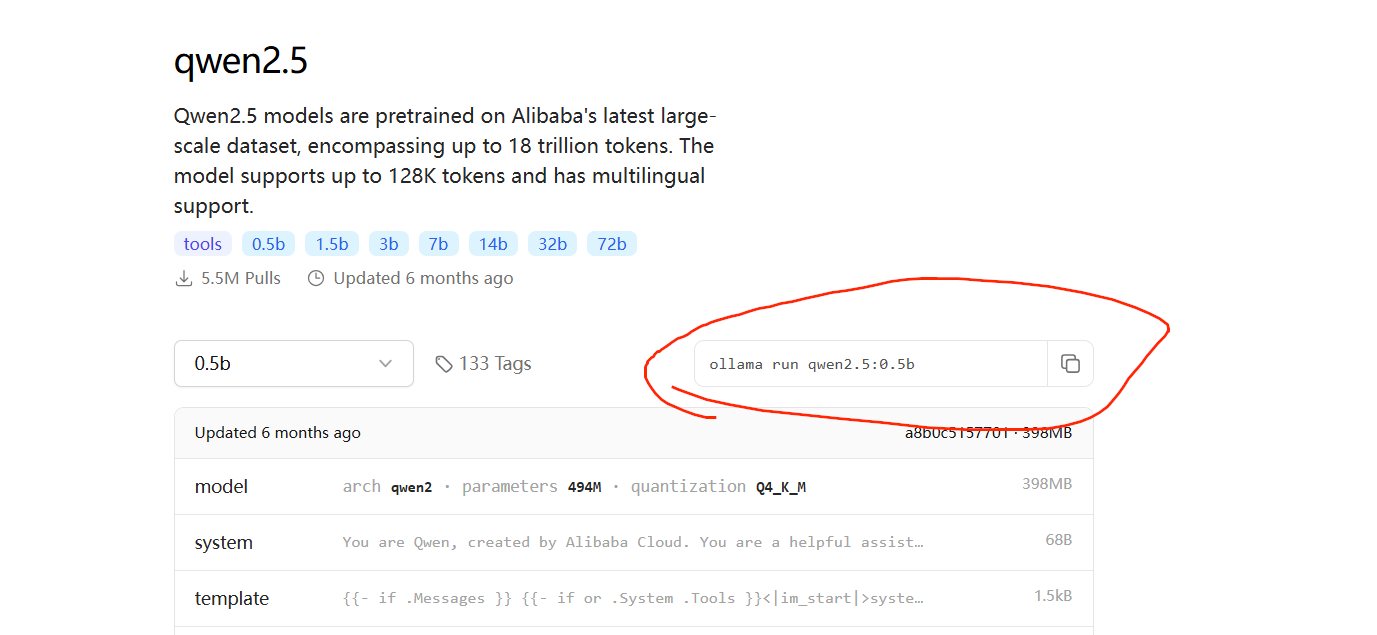 qwen2.5
Qwen2.5 models are pretrained on Alibaba's latest large-
scale dataset, encompassing up to 18 trillion tokens. The
model supports up to 128K tokens and has multilingual
support.
tools 0.5b 1.5b 3b 7b 14b 32b 72b
5.5M Pulls Updated 6 months ago
0.5b 133 Tags ollama run qwen2.5:0.5b
Updated 6 months ago a8b0c5157701 · 398MB
model arch qwen2 · parameters 494M · quantization Q4_K_M 398MB
system You are Qwen, created by Alibaba Cloud. You are a helpful assist… 68B
template {{- if .Messages }} {{- if or .System .Tools }}<|im_start|>syste… 1.5kB